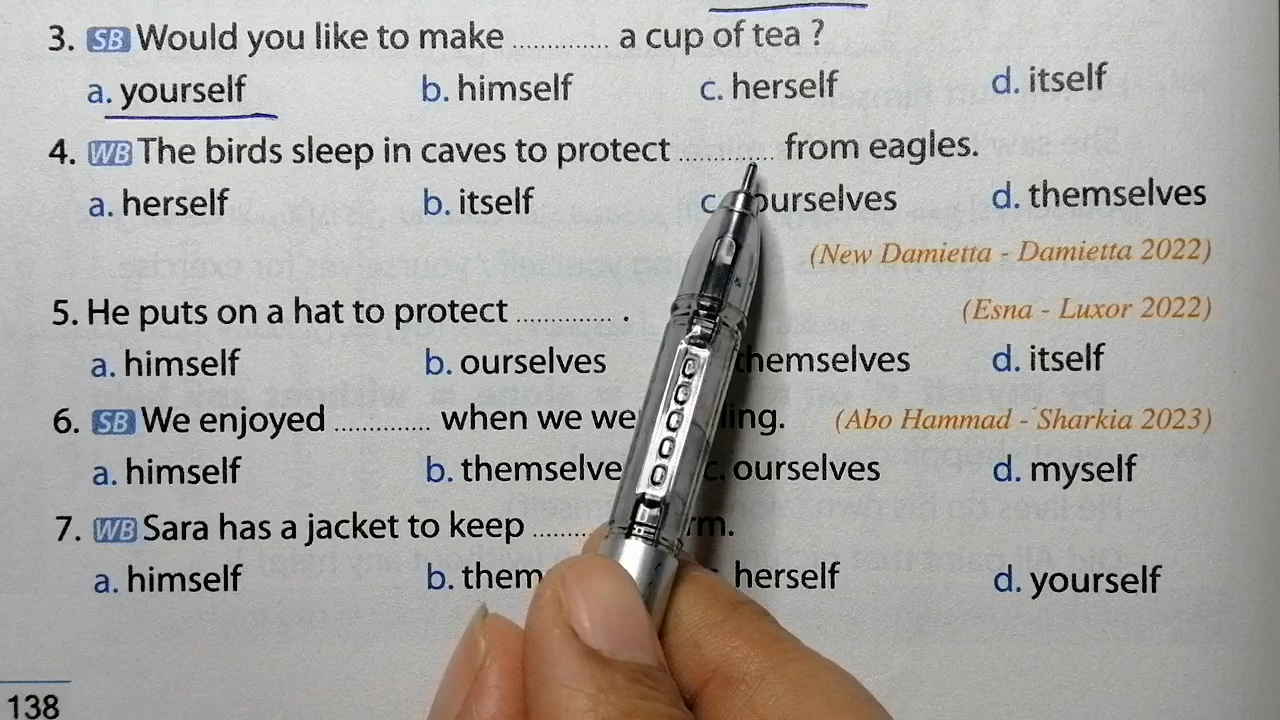 3. SB Would you like to make ............. a cup of tea ?
a. yourself b. himself c. herself d. itself
4. WB The birds sleep in caves to protect ............. from eagles.
a. herself b. itself c. ourselves d. themselves
(New Damietta - Damietta 2022)
5. He puts on a hat to protect ............. . (Esna - Luxor 2022)
a. himself b. ourselves themselves d. itself
6. SB We enjoyed ............. when we (Abo Hammad - Sharkia 2023)
a. himself b. c. ourselves d. myself
7. WB Sara has a jacket to keep .........
a. himself b. herself d. yourself
138